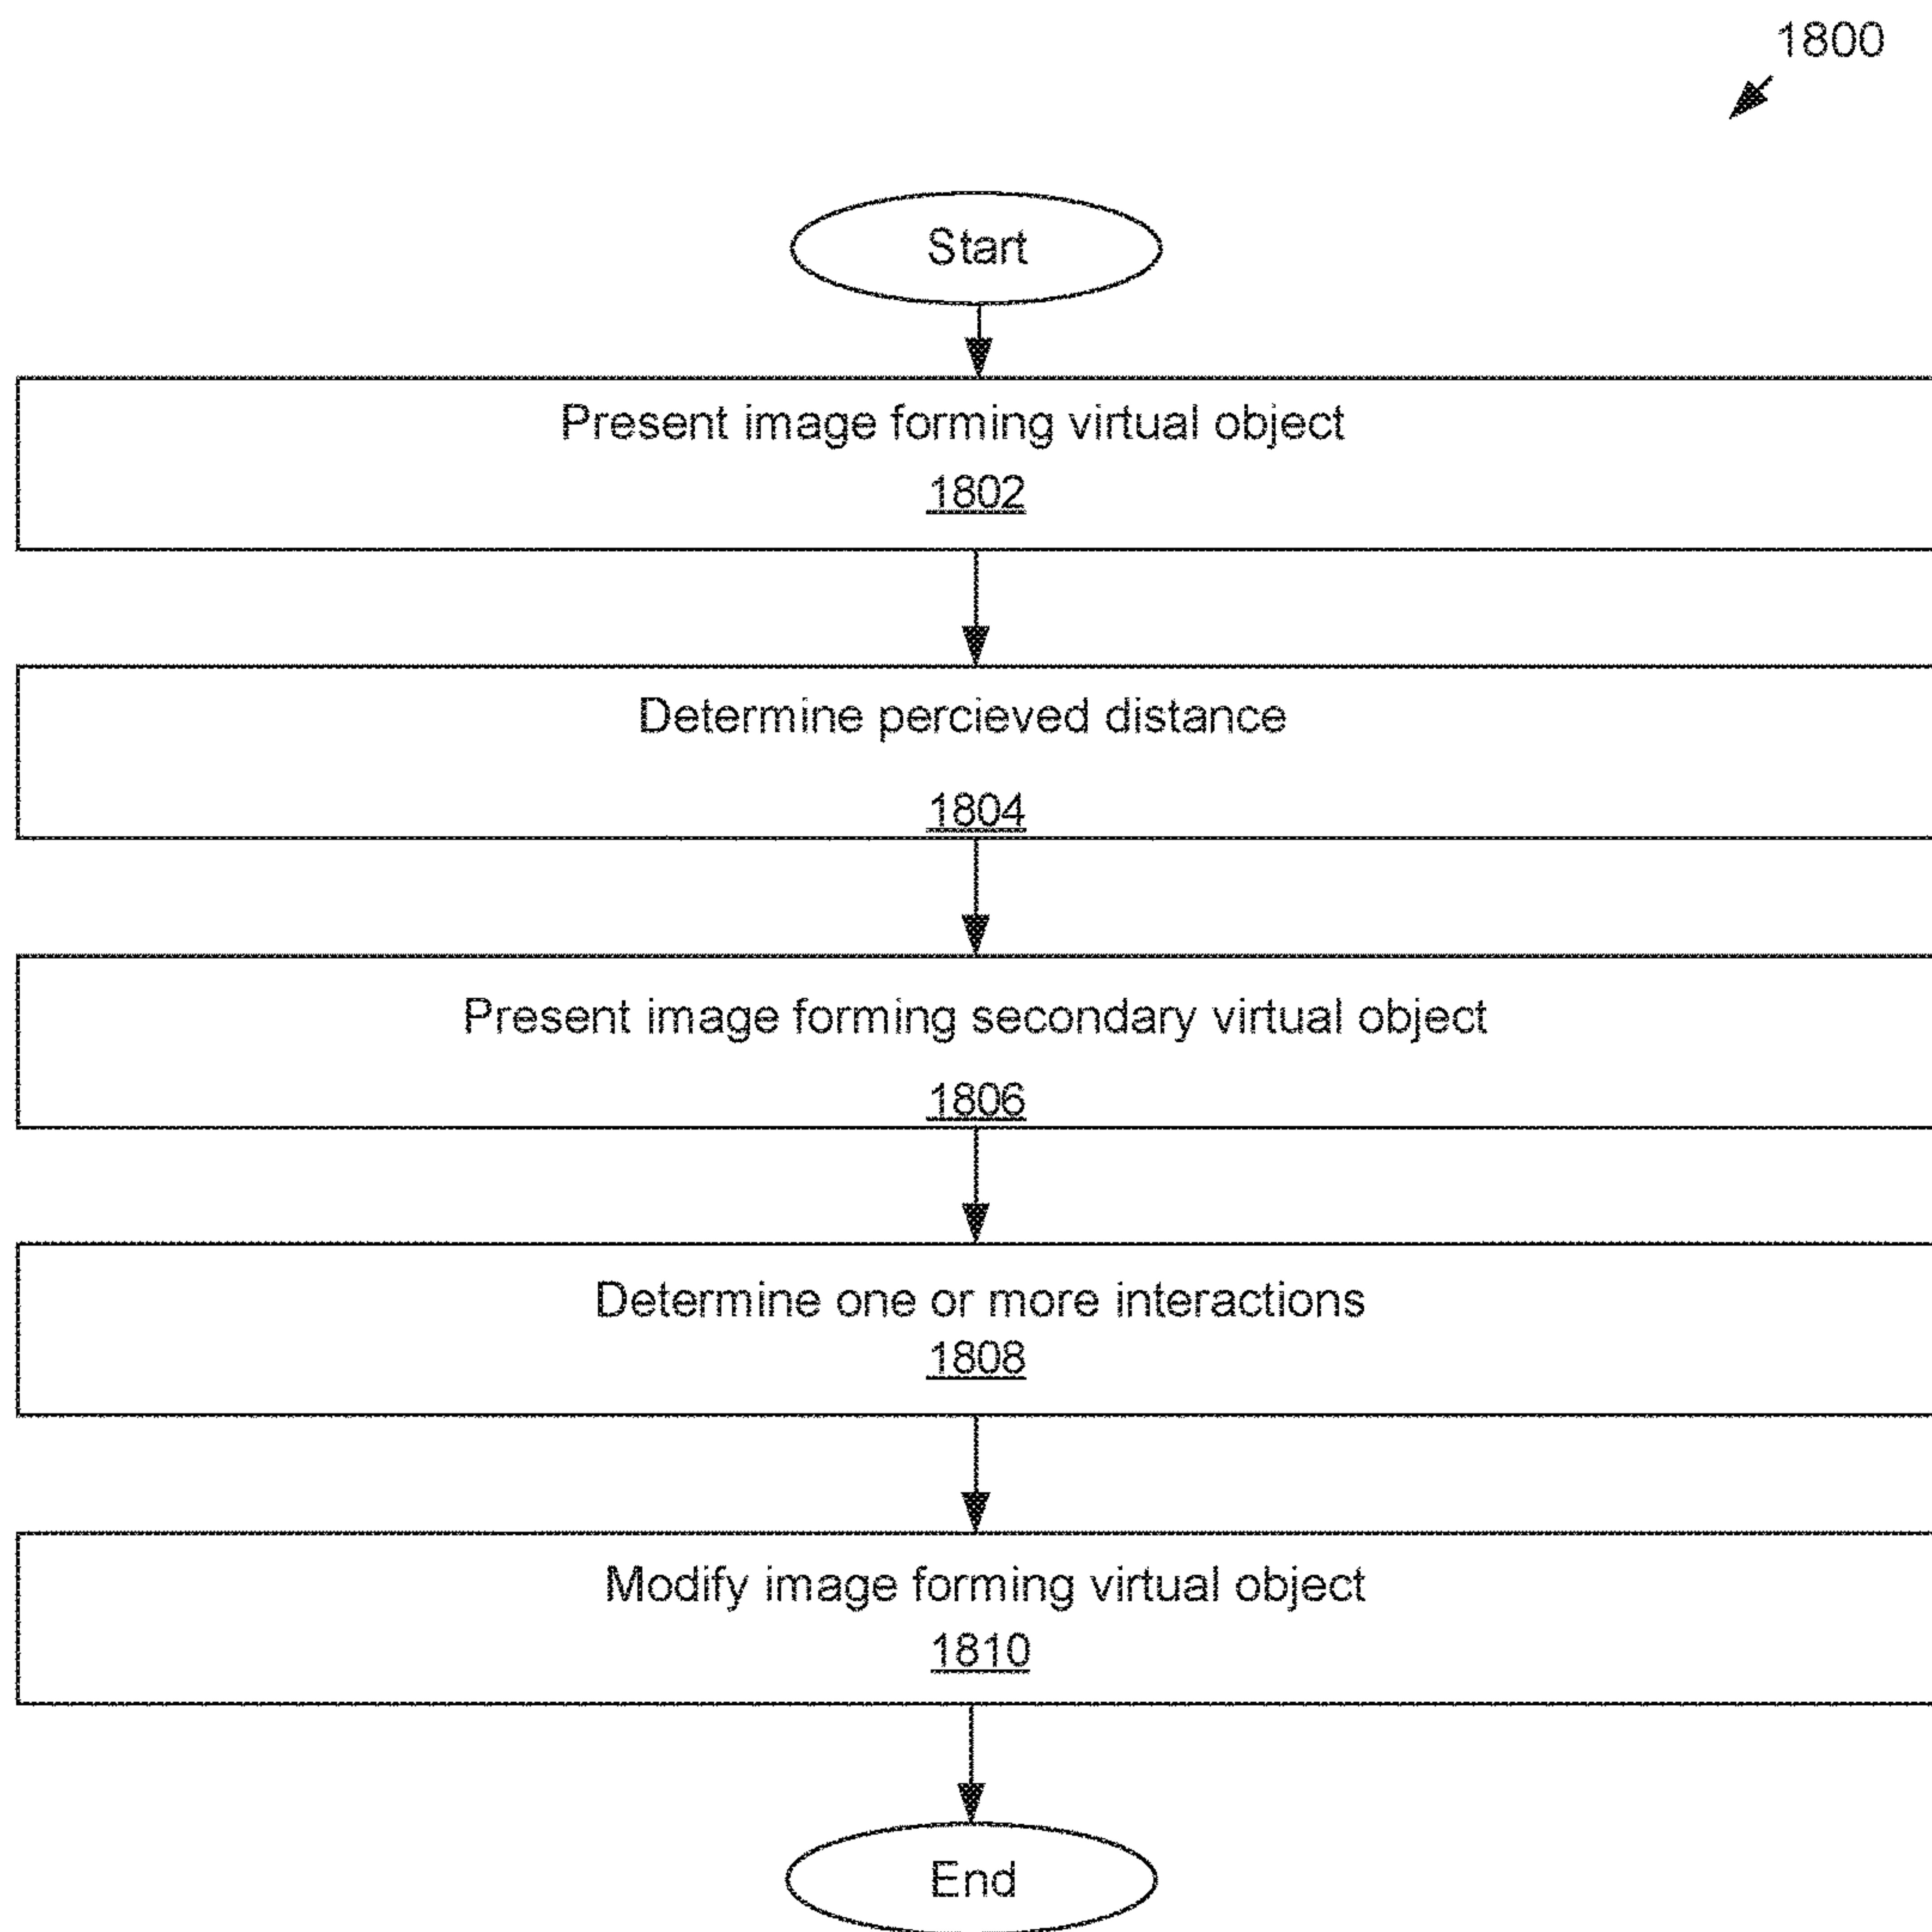 1800
Start
Present image forming virtual object
1802
Determine percieved distance
1804
Present image forming secondary virtual object
1806
Determine one or more interactions
1808
Modify image forming virtual object
1810
End